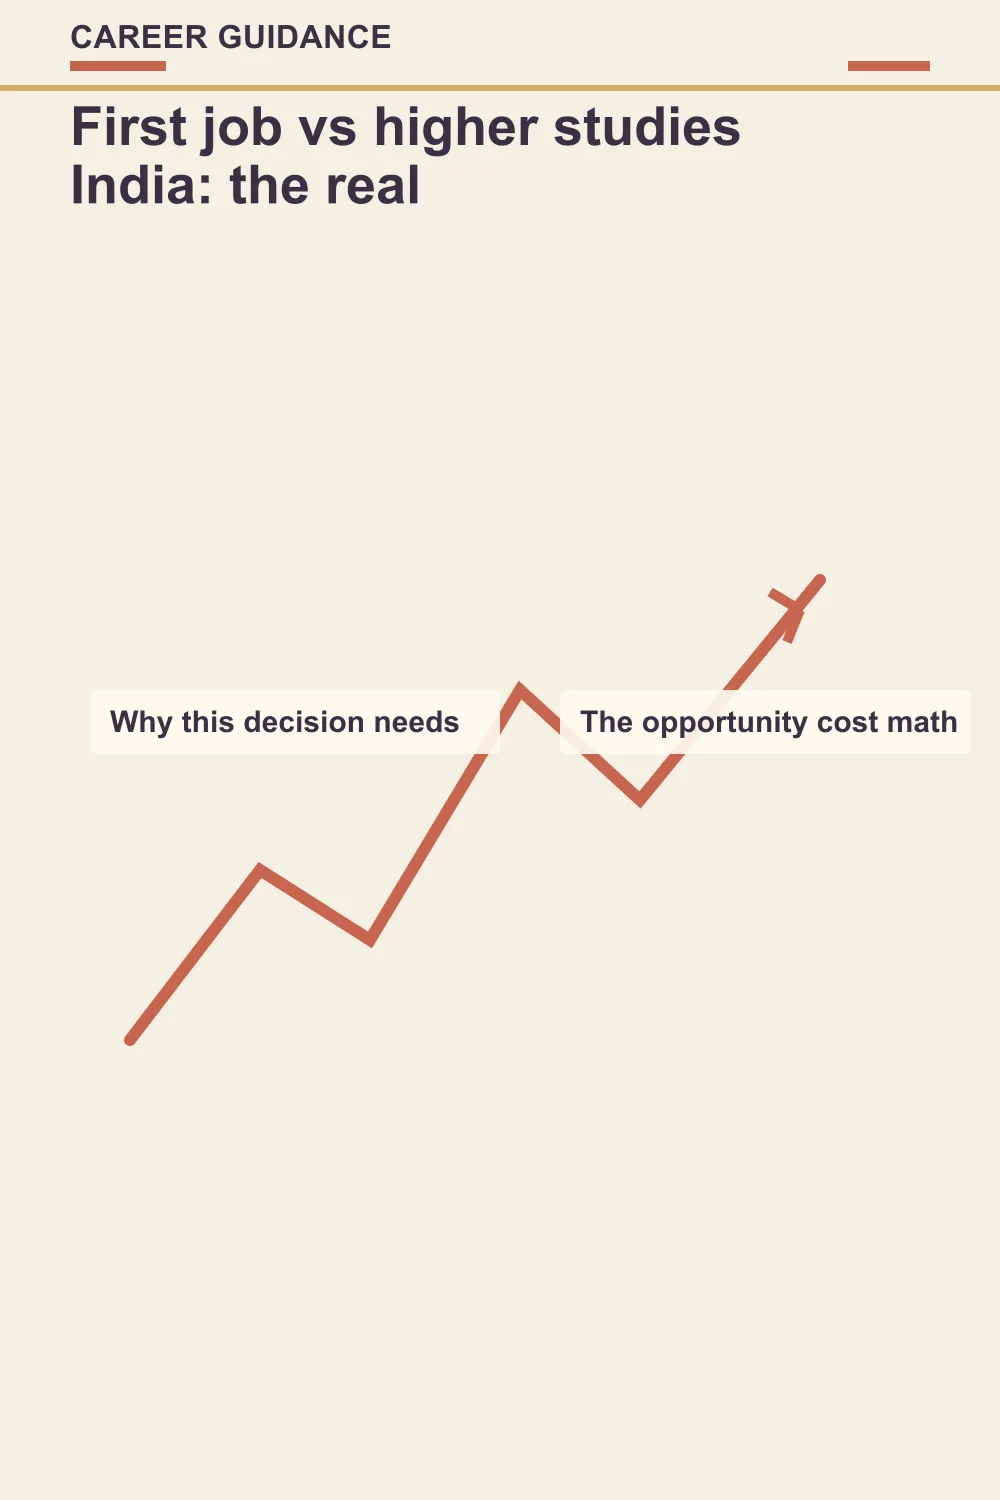 CAREER GUIDANCE
First job vs higher studies
India: the real
Why this decision needs
The opportunity cost math